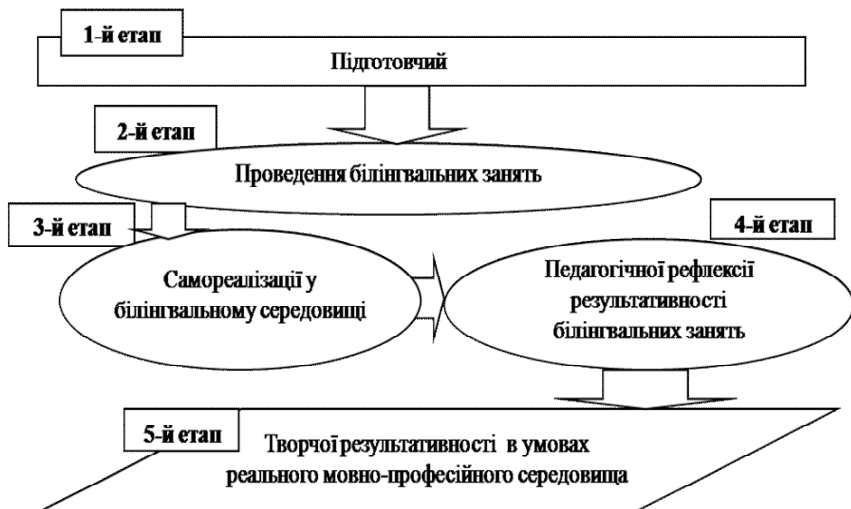 1-й етап
Підготовчий
2-й етап
Проведення білінгвальних занять
3-й етап
Самореалізації у
білінгвальному середовищі
4-й етап
Педагогічної рефлексії
результативності
білінгвальних занять
5-й етап
Творчої результативності в умовах
реального мовно-професійного середовища